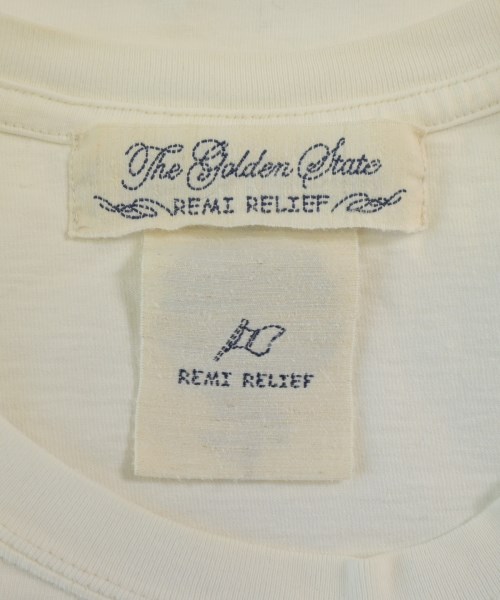 The Golden State
REMI RELIEF
REMI RELIEF